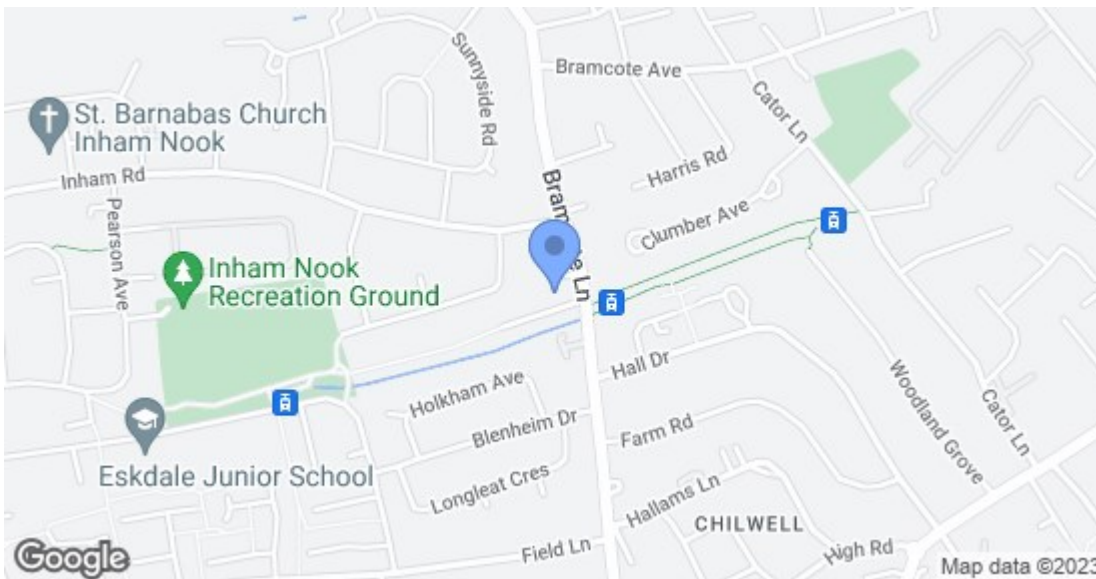 Sunnyside Rd
Bramcote Ave
Cator Ln
St. Barnabas Church
Inham Nook
Inham Rd
Harris Rd
Pearson Ave
Clumber Ave
Inham Nook
Recreation Ground
Hall Dr
Holkham Ave
Blenheim Dr
Farm Rd
Woodland Grove
Cator Ln
Eskdale Junior School
Longleat Cres
Hallams Ln
CHILWELL
Field Ln
High Rd
Google
Map data ©2023